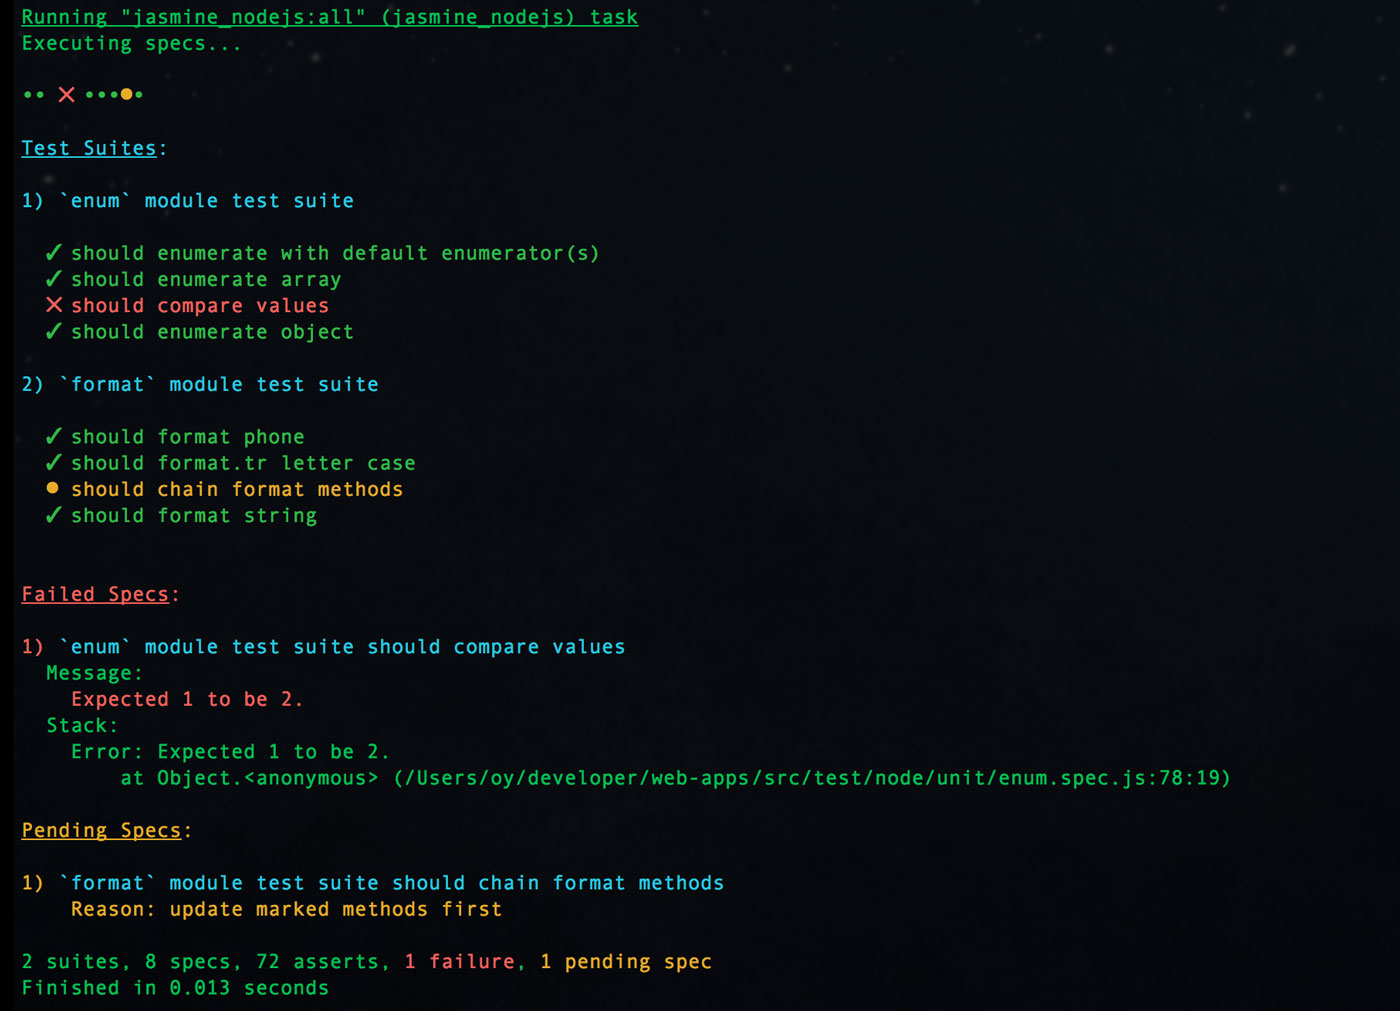 Running "jasmine_nodejs:all" (jasmine_nodejs) task
Executing specs...
•• ✕ •••●•
Test Suites:
1) `enum` module test suite
✓ should enumerate with default enumerator(s)
✓ should enumerate array
✕ should compare values
✓ should enumerate object
2) `format` module test suite
✓ should format phone
✓ should format.tr letter case
● should chain format methods
✓ should format string
Failed Specs:
1) `enum` module test suite should compare values
Message:
Expected 1 to be 2.
Stack:
Error: Expected 1 to be 2.
at Object.<anonymous> (/Users/oy/developer/web-apps/src/test/node/unit/enum.spec.js:78:19)
Pending Specs:
1) `format` module test suite should chain format methods
Reason: update marked methods first
2 suites, 8 specs, 72 asserts, 1 failure, 1 pending spec
Finished in 0.013 seconds